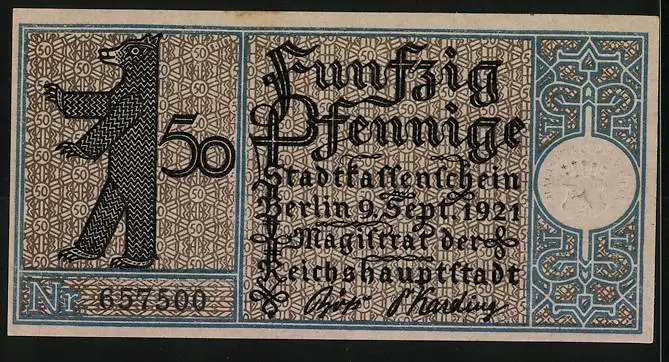 50
Fünfzig
Pfennige
Stadtkassenschein
Berlin 9. Sept. 1921
Magistrat der
Reichshauptstadt
Nr. 657500